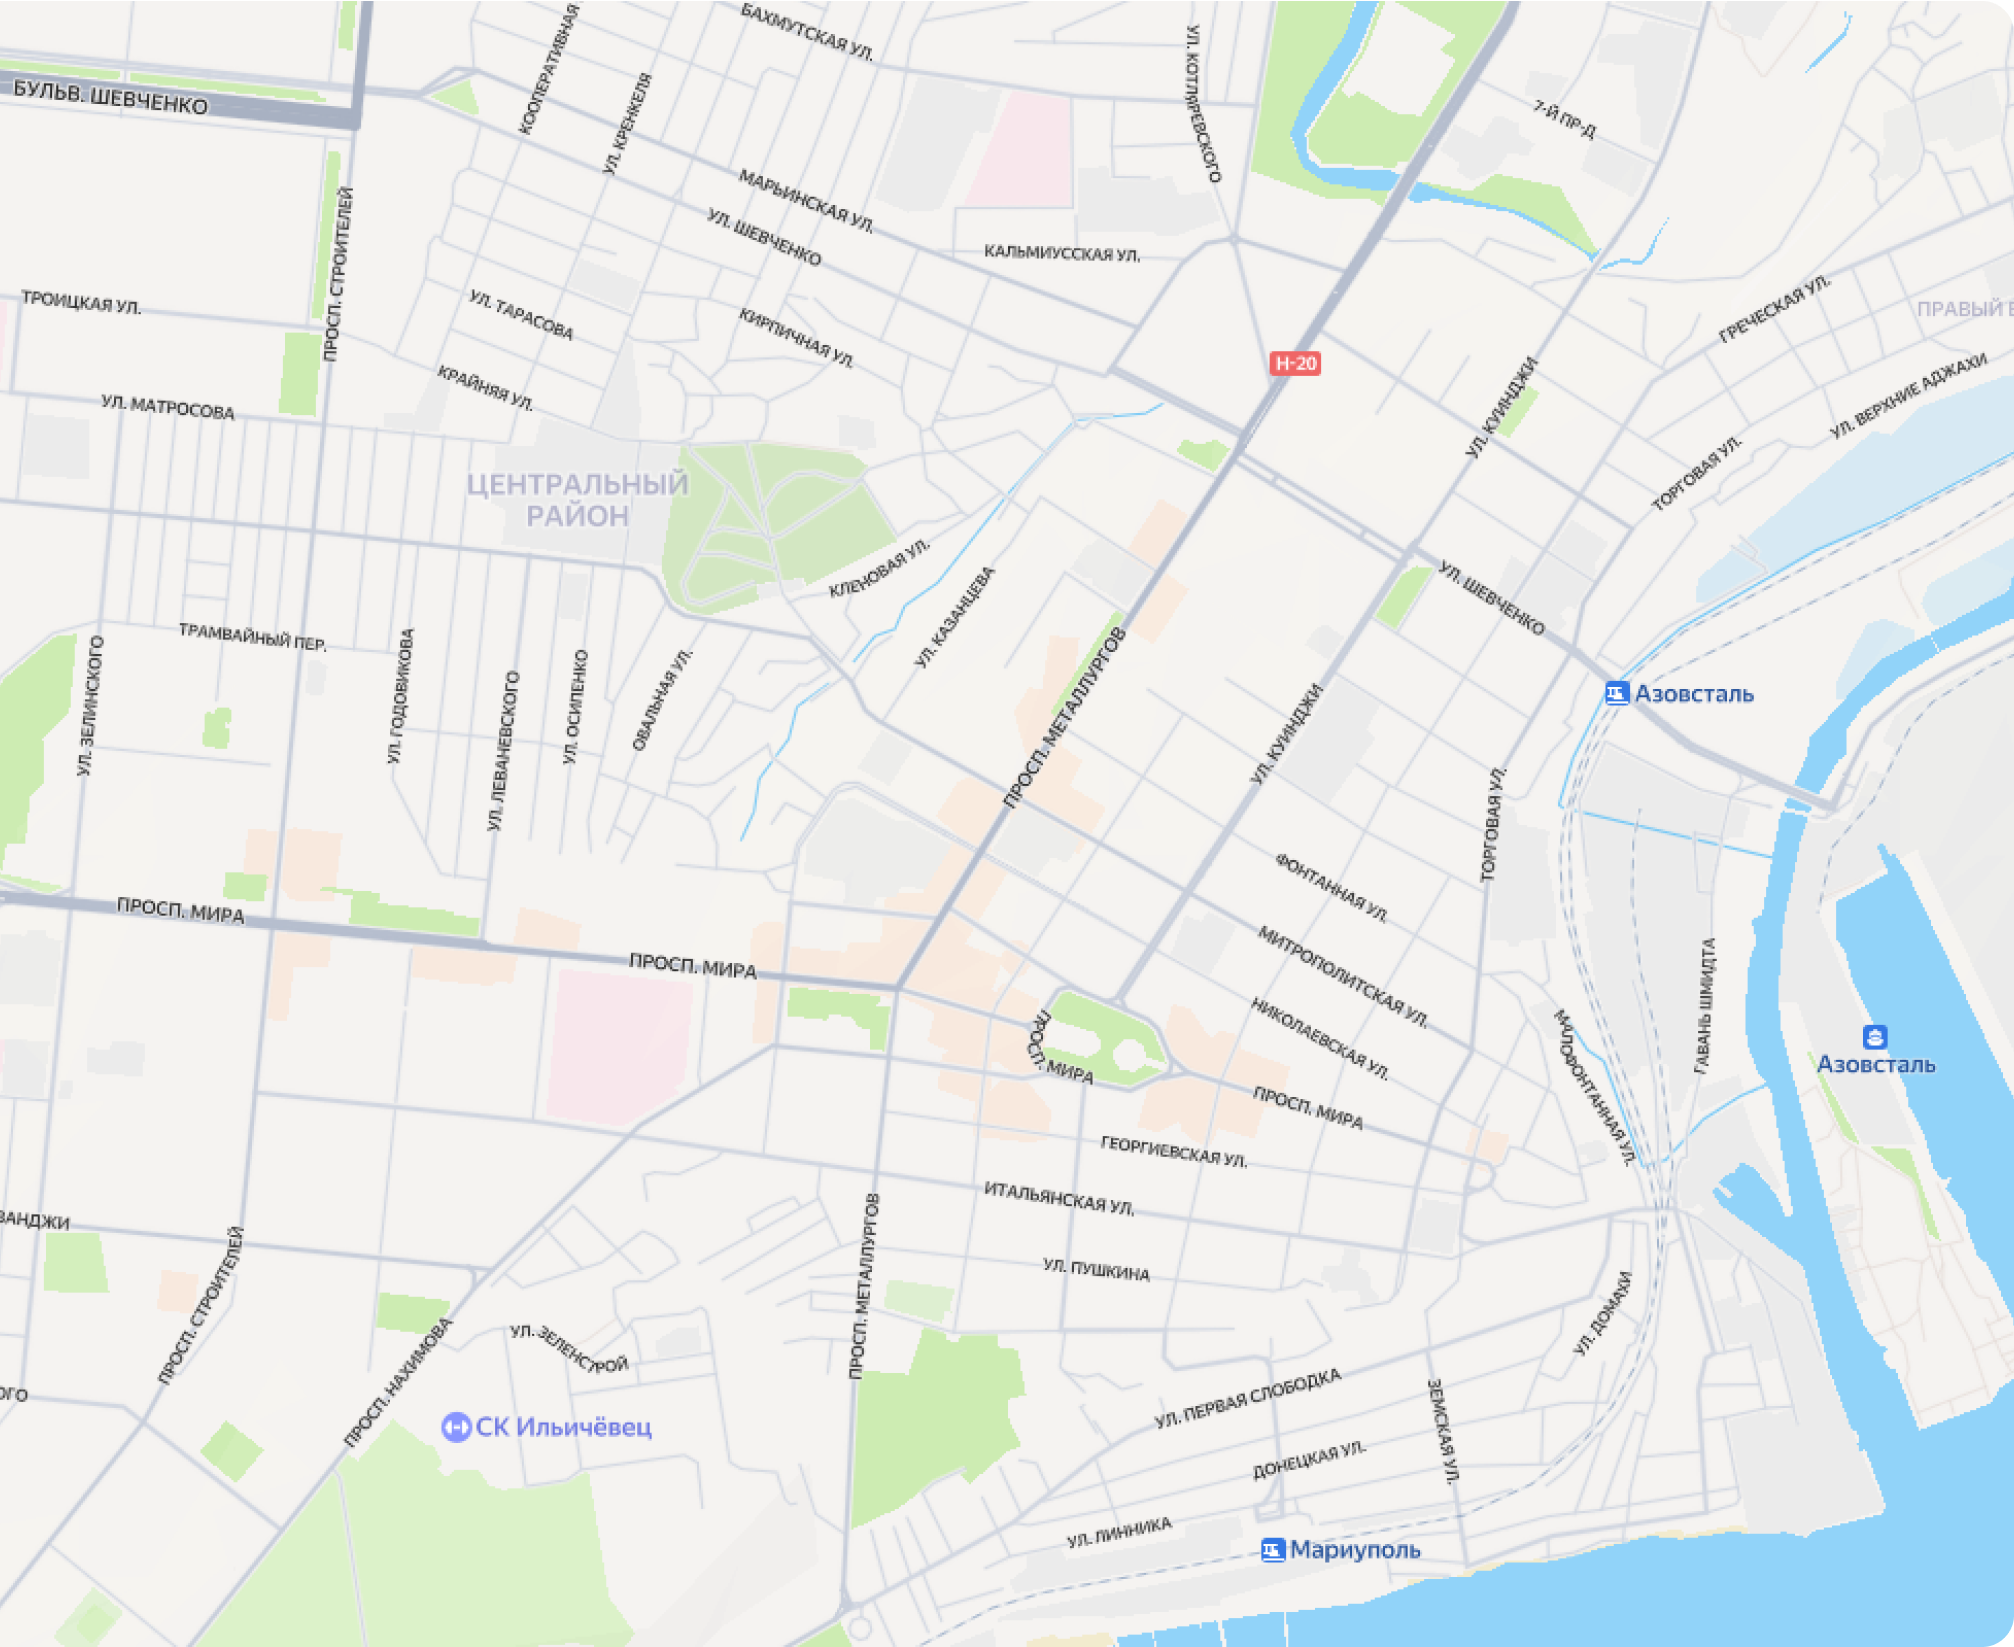 БАХМУТСКАЯ УЛ.
КООПЕРАТИВНАЯ
УЛ. КОТЛЯРЕВСКОГО
БУЛЬВ. ШЕВЧЕНКО
УЛ. КРЕНКЕЛЯ
7-Й ПР-Д
МАРЬИНСКАЯ УЛ.
УЛ. ШЕВЧЕНКО
КАЛЬМИУССКАЯ УЛ.
ПРОСП. СТРОИТЕЛЕЙ
ТРОИЦКАЯ УЛ.
УЛ. ТАРАСОВА
КИРПИЧНАЯ УЛ.
ГРЕЧЕСКАЯ УЛ.
ПРАВЫЙ
Н-20
КРАЙНЯЯ УЛ.
УЛ. МАТРОСОВА
УЛ. КУИНДЖИ
УЛ. ВЕРХНИЕ АДЖАХИ
ТОРГОВАЯ УЛ.
ЦЕНТРАЛЬНЫЙ
РАЙОН
КЛЕНОВАЯ УЛ.
УЛ. КАЗАНЦЕВА
УЛ. ШЕВЧЕНКО
ТРАМВАЙНЫЙ ПЕР.
УЛ. ЗЕЛИНСКОГО
УЛ. ГОДОВИКОВА
УЛ. ЛЕВАНЕВСКОГО
УЛ. ОСИПЕНКО
ОВАЛЬНАЯ УЛ.
ПРОСП. МЕТАЛЛУРГОВ
УЛ. КУИНДЖИ
Азовсталь
ТОРГОВАЯ УЛ.
ФОНТАННАЯ УЛ.
ПРОСП. МИРА
ПРОСП. МИРА
МИТРОПОЛИТСКАЯ УЛ.
НИКОЛАЕВСКАЯ УЛ.
ГАВАНЬ ШМИДТА
МАЛОФОНТАННАЯ УЛ.
Азовсталь
ПРОСП. МИРА
ПРОСП. МИРА
ГЕОРГИЕВСКАЯ УЛ.
ИТАЛЬЯНСКАЯ УЛ.
ВАНДЖИ
УЛ. ПУШКИНА
ПРОСП. СТРОИТЕЛЕЙ
ПРОСП. МЕТАЛЛУРГОВ
УЛ. ДОМАХИ
ПРОСП. НАХИМОВА
УЛ. ЗЕЛЕНСТРОЙ
ОГО
УЛ. ПЕРВАЯ СЛОБОДКА
ЗЕМСКАЯ УЛ.
СК Ильичёвец
ДОНЕЦКАЯ УЛ.
УЛ. ЛИННИКА
Мариуполь